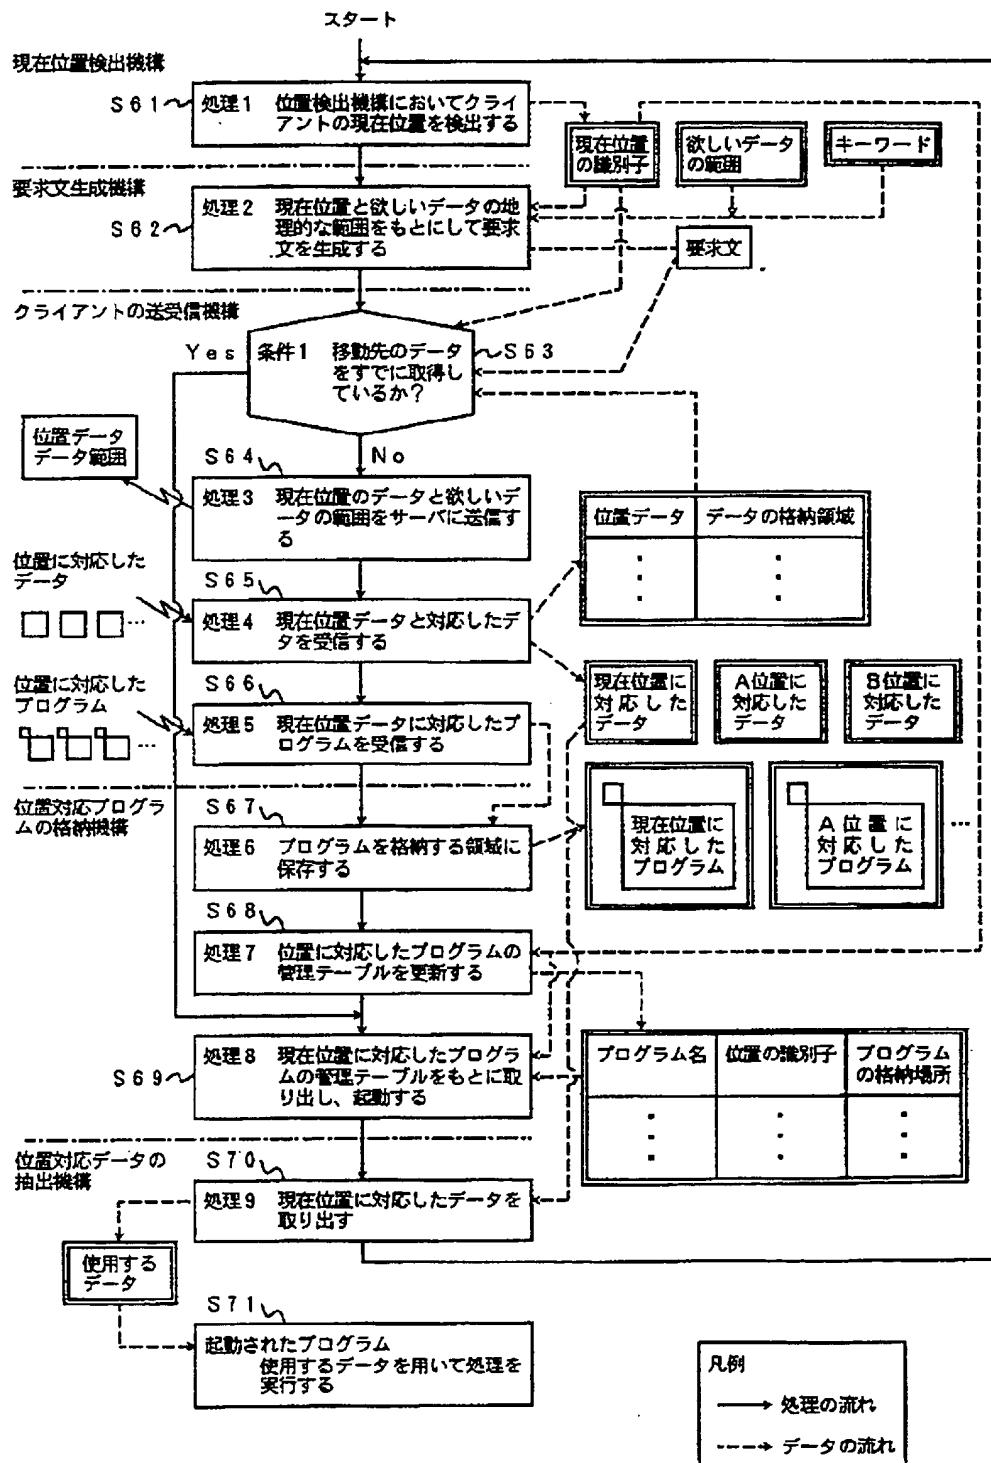 スタート
現在位置検出機構
S61
処理1 位置検出機構においてクライ
アントの現在位置を検出する
現在位置
の識別子
欲しいデータ
の範囲
キーワード
要求文生成機構
S62
処理2 現在位置と欲しいデータの地
理的な範囲をもとにして要求
文を生成する
要求文
クライアントの送受信機構
Yes
条件1 移動先のデータ
をすでに取得し
ているか?
S63
位置データ
データ範囲
S64
No
処理3 現在位置のデータと欲しいデ
ータの範囲をサーバに送信す
る
位置データ
データの格納領域
位置に対応した
データ
…
S65
処理4 現在位置データと対応したデ
ータを受信する
現在位置に
対応した
データ
A位置に
対応した
データ
B位置に
対応した
データ
位置に対応した
プログラム
…
S66
処理5 現在位置データに対応したプ
ログラムを受信する
位置対応プログラ
ムの格納機構
S67
処理6 プログラムを格納する領域に
保存する
現在位置に
対応した
プログラム
A位置に
対応した
プログラム
…
S68
処理7 位置に対応したプログラムの
管理テーブルを更新する
S69
処理8 現在位置に対応したプログラ
ムの管理テーブルをもとに取
り出し、起動する
プログラム名
位置の識別子
プログラム
の格納場所
位置対応データの
抽出機構
S70
処理9 現在位置に対応したデータを
取り出す
使用する
データ
S71
起動されたプログラム
使用するデータを用いて処理を
実行する
凡例
処理の流れ
データの流れ